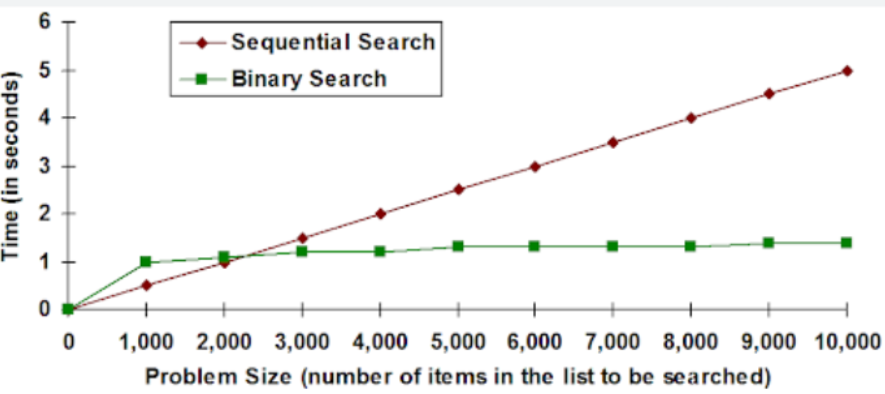 6
Sequential Search
Binary Search
5
4
3
2
1
0
Time (in seconds)
0 1,000 2,000 3,000 4,000 5,000 6,000 7,000 8,000 9,000 10,000
Problem Size (number of items in the list to be searched)